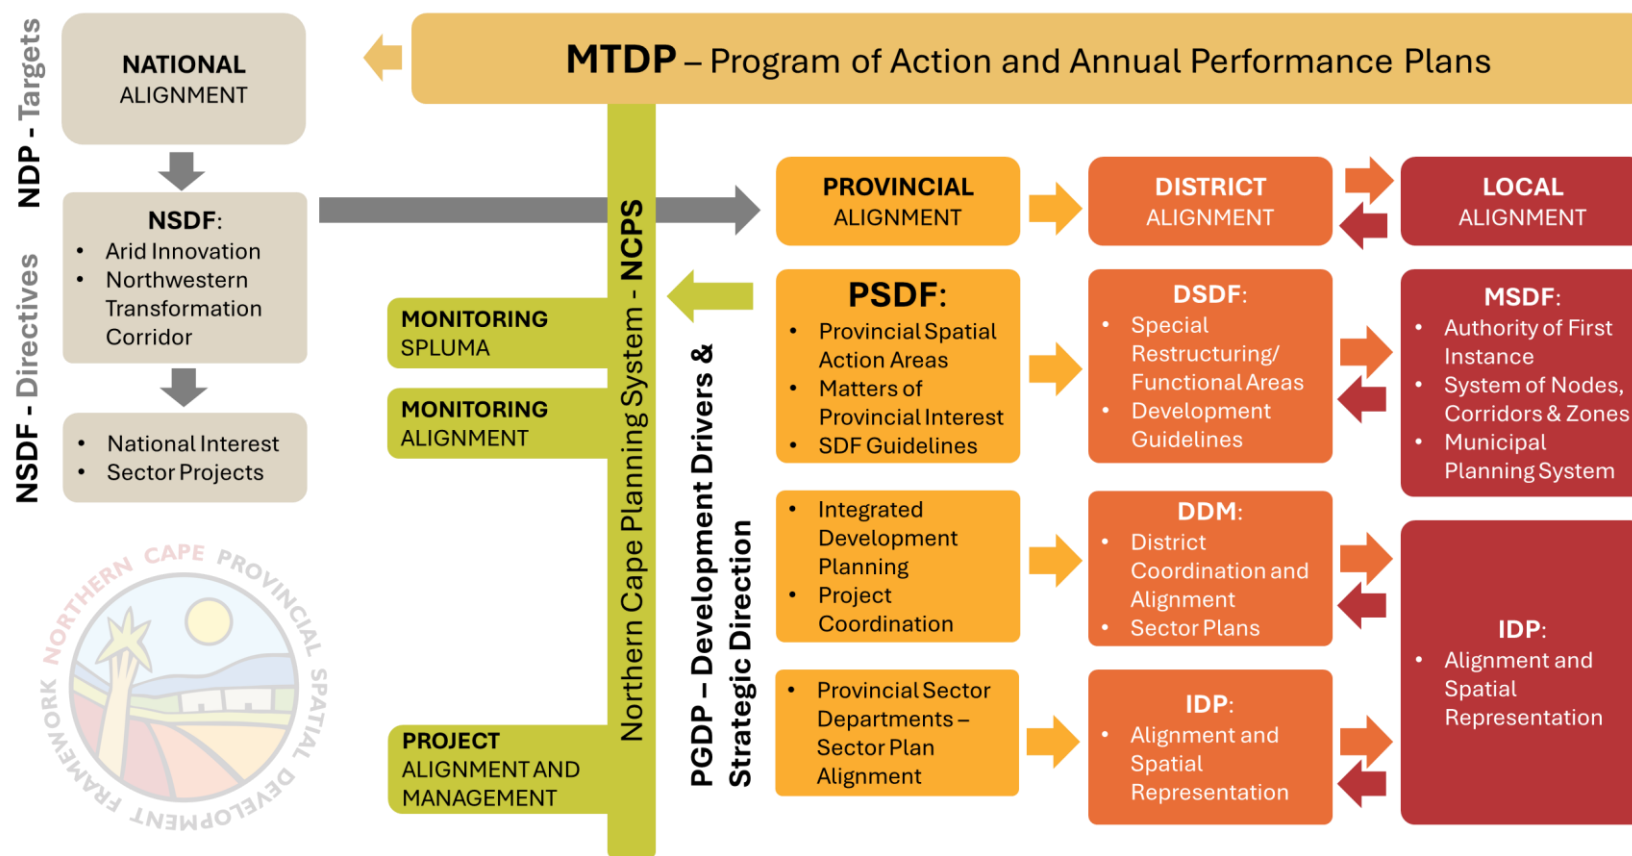 NDP - Targets
NSDF - Directives
NATIONAL
ALIGNMENT
NSDF:
• Arid Innovation
• Northwestern
Transformation
Corridor
• National Interest
• Sector Projects
NORTHERN CAPE PROVINCIAL SPATIAL DEVELOPMENT FRAMEWORK
MTDP – Program of Action and Annual Performance Plans
Northern Cape Planning System - NCPS
MONITORING
SPLUMA
MONITORING
ALIGNMENT
PROJECT
ALIGNMENT AND
MANAGEMENT
PGDP – Development Drivers &
Strategic Direction
PROVINCIAL
ALIGNMENT
PSDF:
• Provincial Spatial
Action Areas
• Matters of
Provincial Interest
• SDF Guidelines
• Integrated
Development
Planning
• Project
Coordination
• Provincial Sector
Departments –
Sector Plan
Alignment
DISTRICT
ALIGNMENT
DSDF:
• Special
Restructuring/
Functional Areas
• Development
Guidelines
DDM:
• District
Coordination and
Alignment
• Sector Plans
IDP:
• Alignment and
Spatial
Representation
LOCAL
ALIGNMENT
MSDF:
• Authority of First
Instance
• System of Nodes,
Corridors & Zones
• Municipal
Planning System
IDP:
• Alignment and
Spatial
Representation